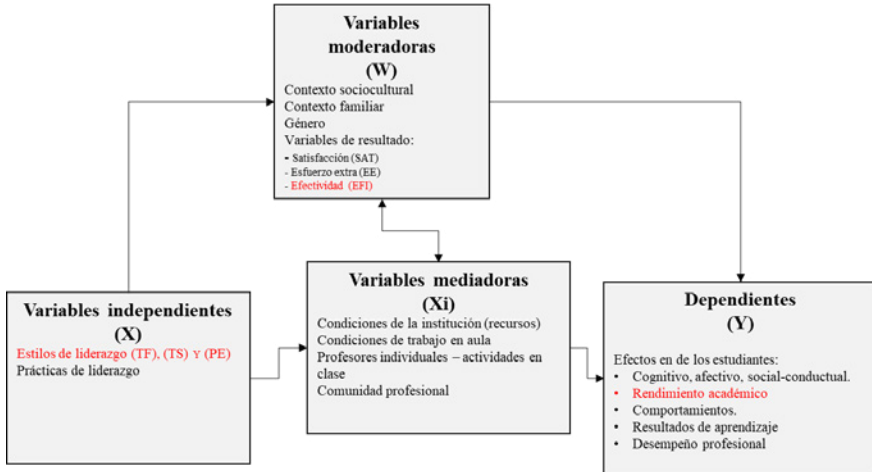 Variables
moderadoras
(W)
Contexto sociocultural
Contexto familiar
Género
Variables de resultado:
- Satisfacción (SAT)
- Esfuerzo extra (EE)
- Efectividad (EFI)
Variables independientes
(X)
Estilos de liderazgo (TF), (TS) Y (PE)
Prácticas de liderazgo
Variables mediadoras
(Xi)
Condiciones de la institución (recursos)
Condiciones de trabajo en aula
Profesores individuales – actividades en
clase
Comunidad profesional
Dependientes
(Y)
Efectos en de los estudiantes:
• Cognitivo, afectivo, social-conductual.
• Rendimiento académico
• Comportamientos.
• Resultados de aprendizaje
• Desempeño profesional